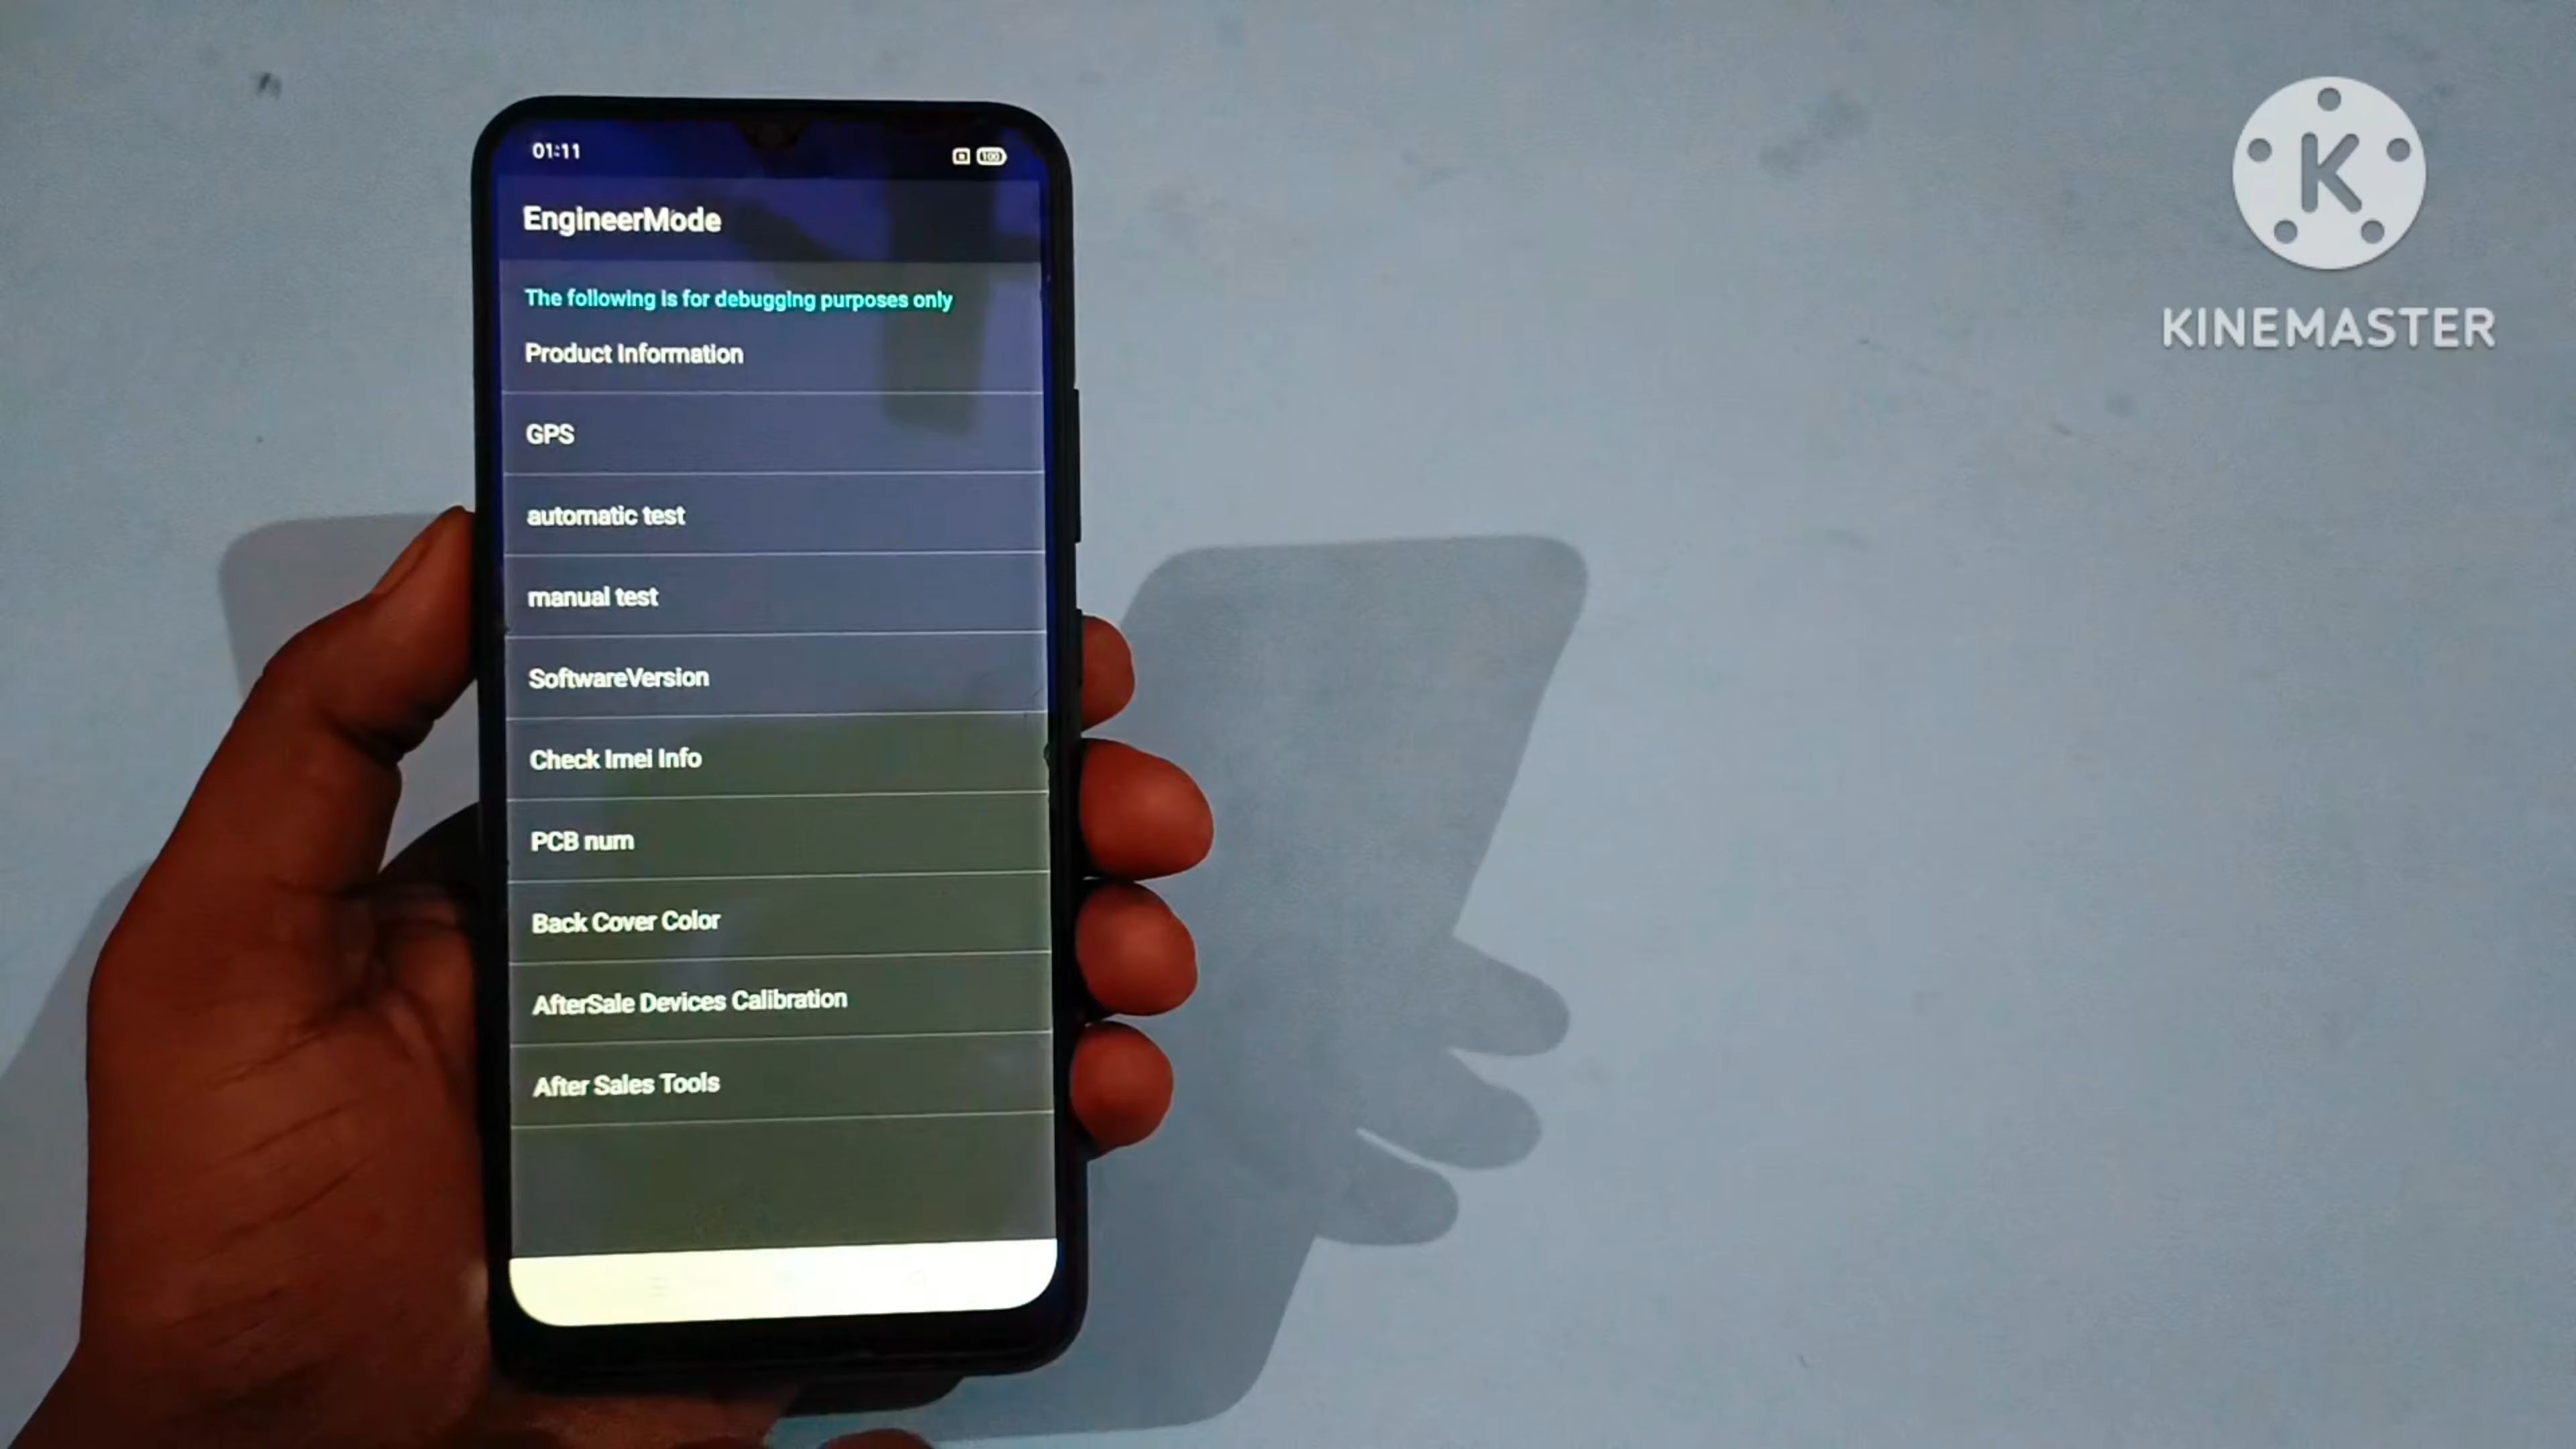 01:11
100
EngineerMode
The following is for debugging purposes only
Product Information
GPS
automatic test
manual test
SoftwareVersion
Check Imei Info
PCB num
Back Cover Color
AfterSale Devices Calibration
After Sales Tools
K
KINEMASTER